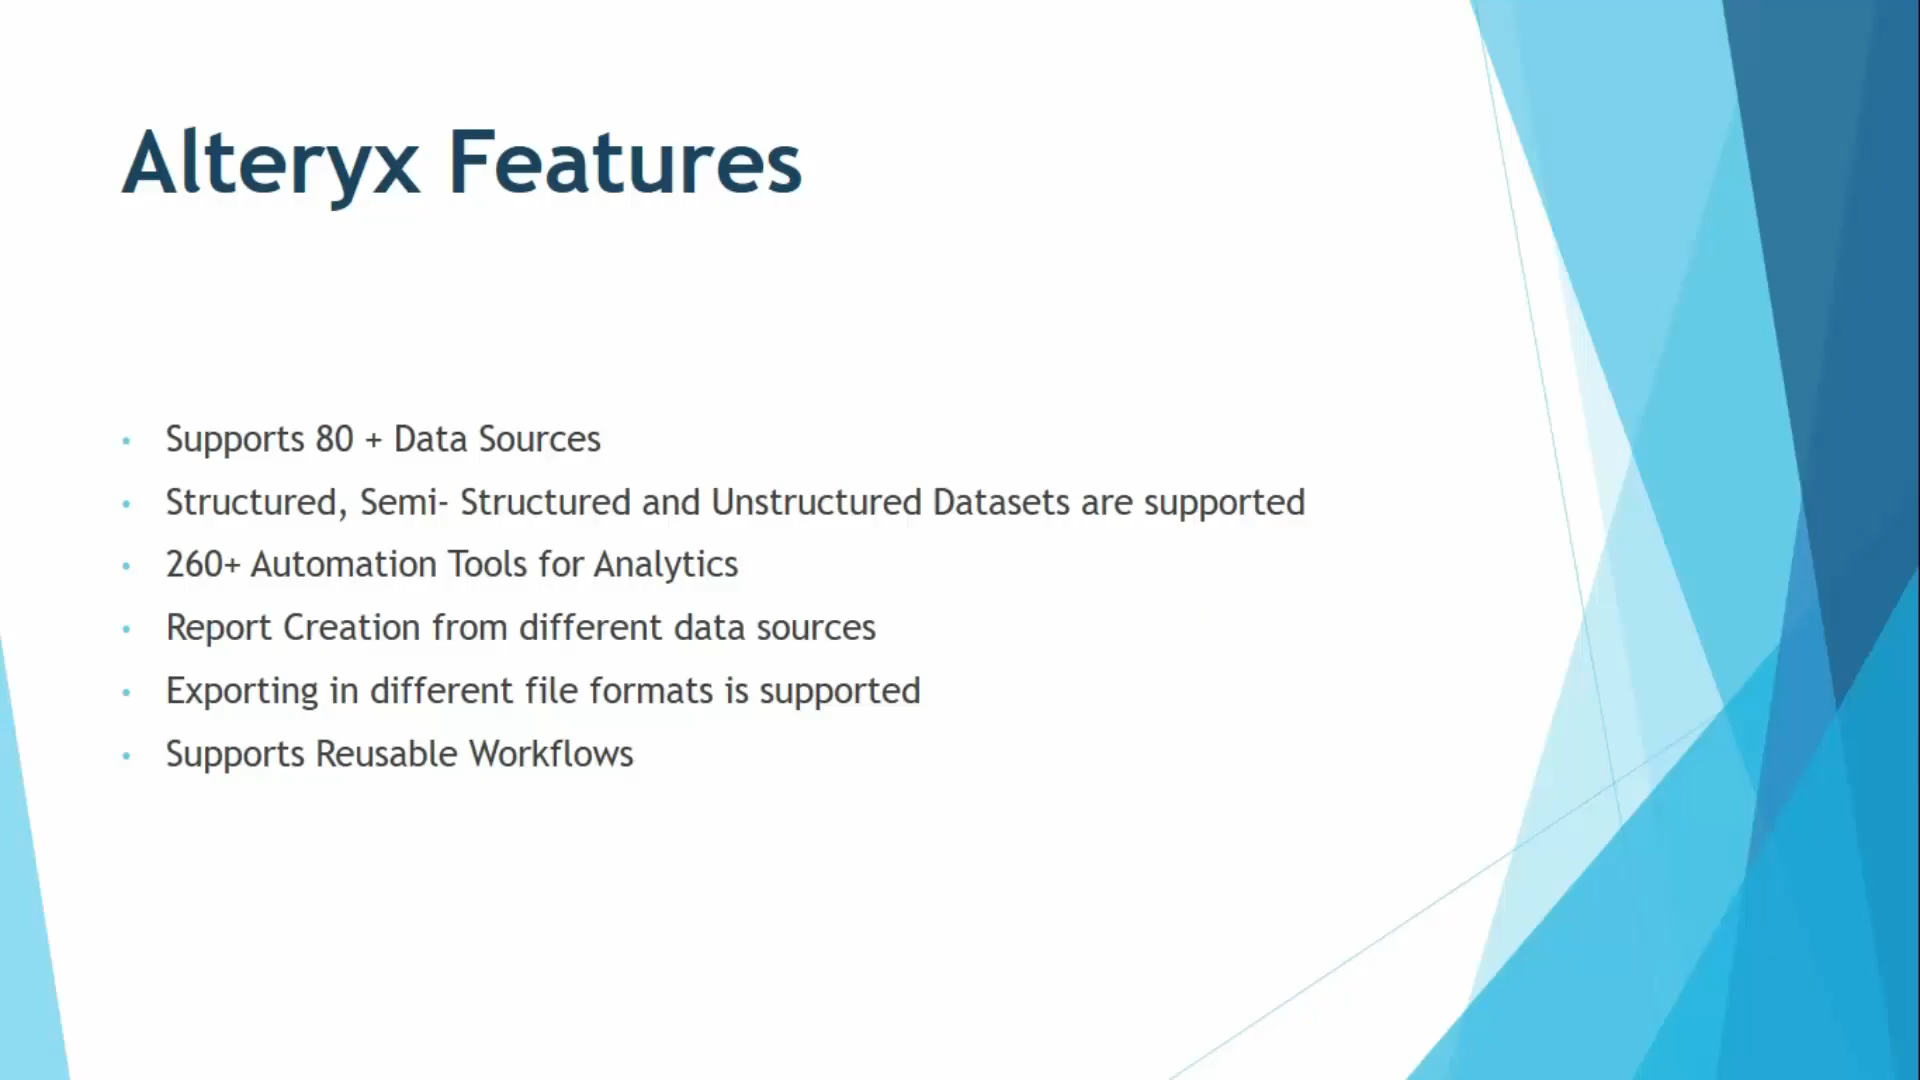 Alteryx Features
• Supports 80 + Data Sources
• Structured, Semi- Structured and Unstructured Datasets are supported
• 260+ Automation Tools for Analytics
• Report Creation from different data sources
• Exporting in different file formats is supported
• Supports Reusable Workflows